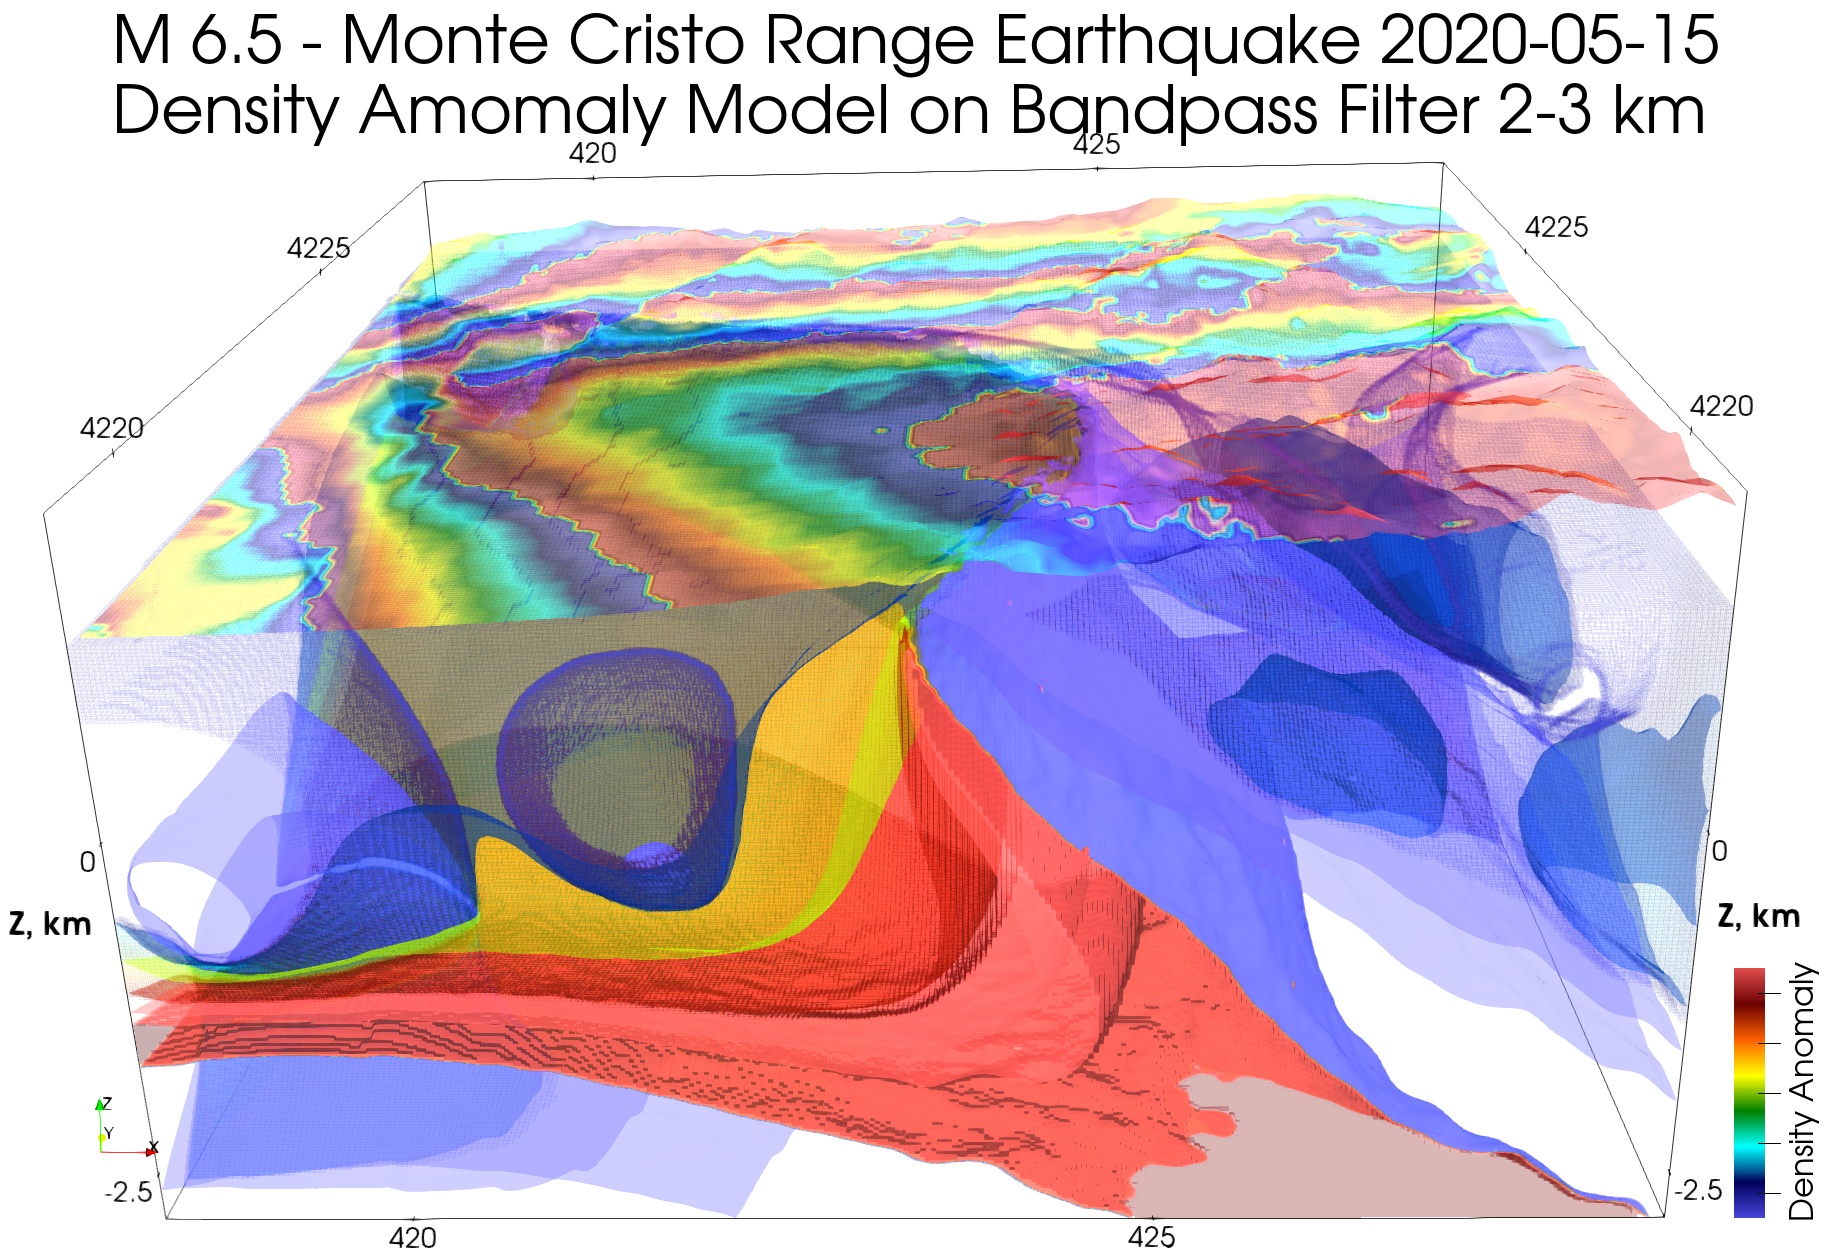 M 6.5 - Monte Cristo Range Earthquake 2020-05-15
Density Amomaly Model on Bandpass Filter 2-3 km
420
425
4225
4225
4220
4220
0
0
Z, km
Z, km
Density Anomaly
Z
Y
X
-2.5
-2.5
420
425